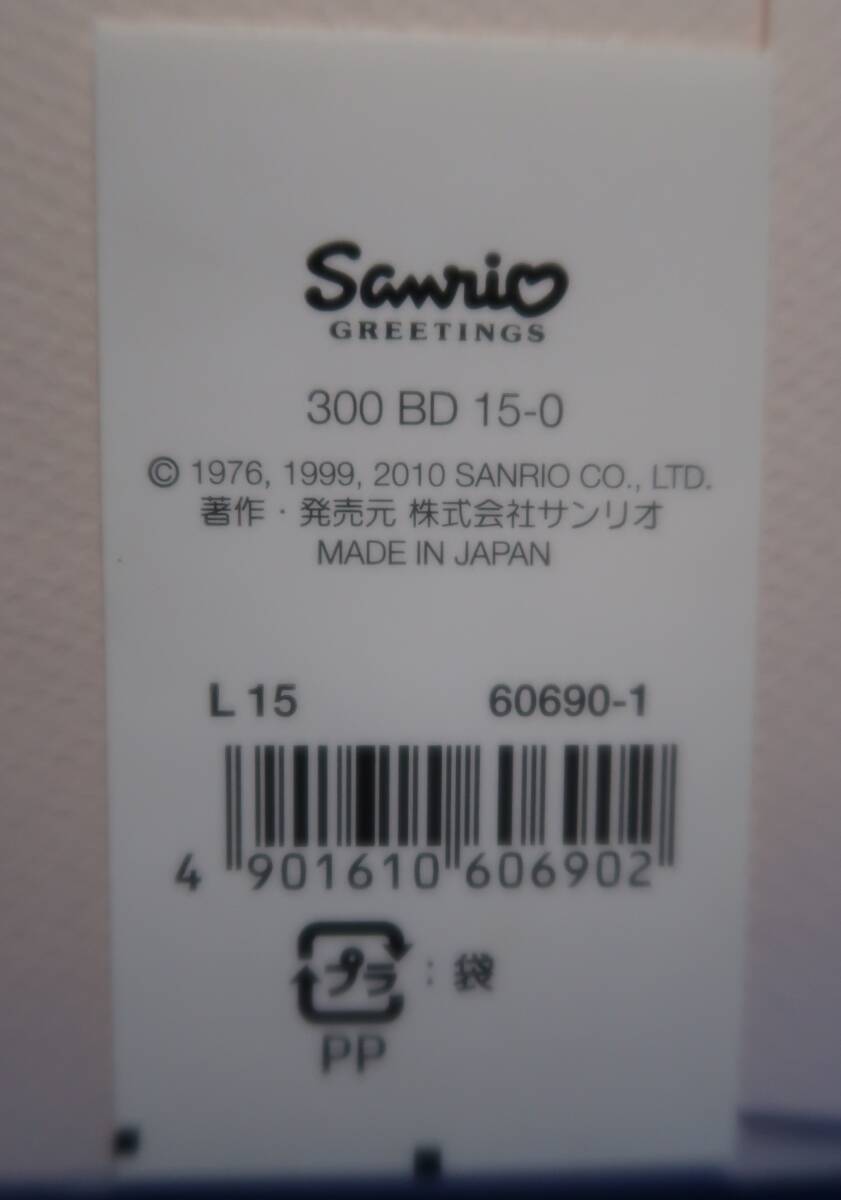 Sanrio
GREETINGS
300 BD 15-0
© 1976, 1999, 2010 SANRIO CO., LTD.
著作・発売元 株式会社サンリオ
MADE IN JAPAN
L 15 60690-1
4 901610 606902
プラ : 袋
PP